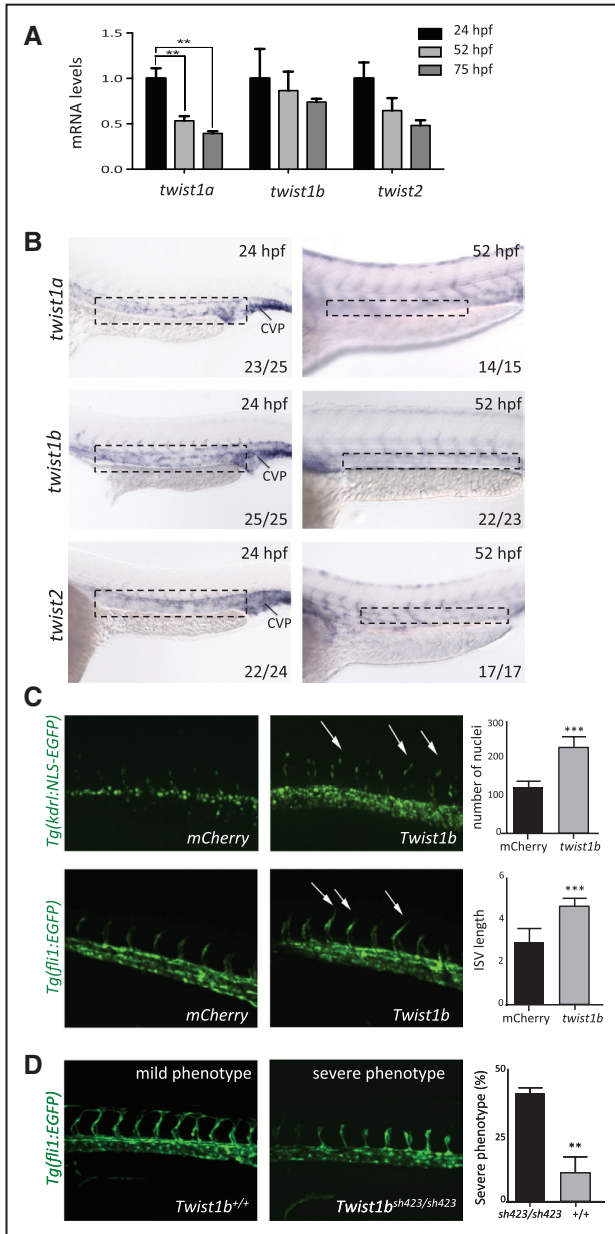 A
mRNA levels
1.5
1.0
0.5
0.0
**
**
24 hpf
52 hpf
75 hpf
twist1a
twist1b
twist2
B
twist1a
24 hpf
CVP
23/25
52 hpf
14/15
twist1b
24 hpf
CVP
25/25
52 hpf
22/23
twist2
24 hpf
CVP
22/24
52 hpf
17/17
C
Tg(kdrl:NLS-EGFP)
mCherry
Twist1b
number of nuclei
300
200
100
0
***
mCherry
twist1b
Tg(fli1:EGFP)
mCherry
Twist1b
ISV length
6
4
2
0
***
mCherry
twist1b
D
Tg(fli1:EGFP)
mild phenotype
Twist1b+/+
severe phenotype
Twist1bsh423/sh423
Severe phenotype (%)
50
25
0
**
sh423/sh423
+/+